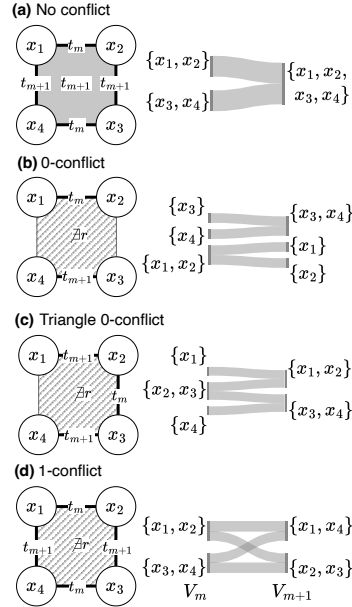 (a) No conflict
x₁ tₘ x₂
tₘ₊₁ tₘ₊₁ tₘ₊₁
x₄ tₘ x₃
{x₁, x₂}
{x₃, x₄}
{x₁, x₂,
x₃, x₄}
(b) 0-conflict
x₁ tₘ x₂
∄r
x₄ tₘ₊₁ x₃
{x₃}
{x₄}
{x₁, x₂}
{x₃, x₄}
{x₁}
{x₂}
(c) Triangle 0-conflict
x₁ tₘ₊₁ x₂
∄r tₘ
x₄ tₘ₊₁ x₃
{x₁}
{x₂, x₃}
{x₄}
{x₁, x₂}
{x₃, x₄}
(d) 1-conflict
x₁ tₘ x₂
tₘ₊₁ ∄r tₘ₊₁
x₄ tₘ x₃
{x₁, x₂}
{x₃, x₄}
{x₁, x₄}
{x₂, x₃}
Vₘ Vₘ₊₁